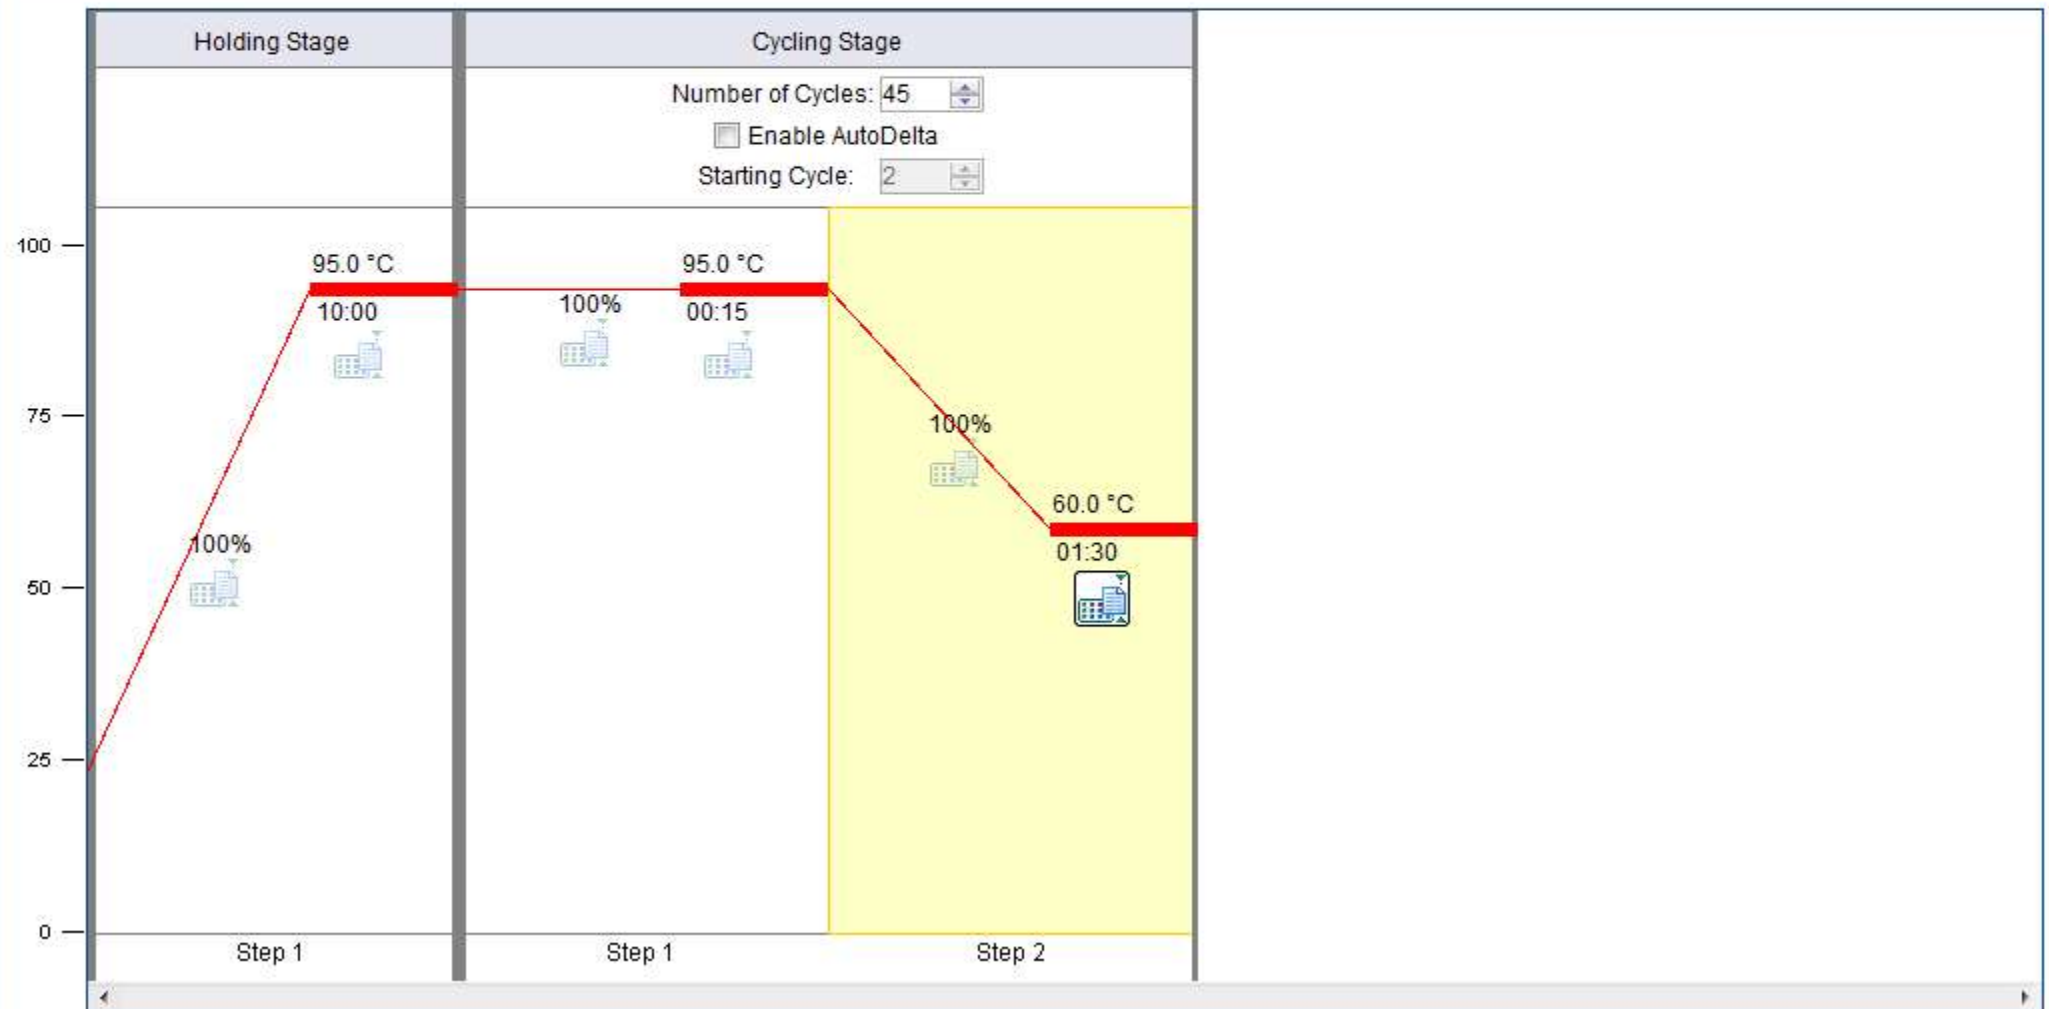 Holding Stage
Cycling Stage
Number of Cycles: 45
Enable AutoDelta
Starting Cycle: 2
100
95.0 °C
95.0 °C
10:00
100%
00:15
75
100%
60.0 °C
100%
01:30
50
25
0
Step 1
Step 1
Step 2